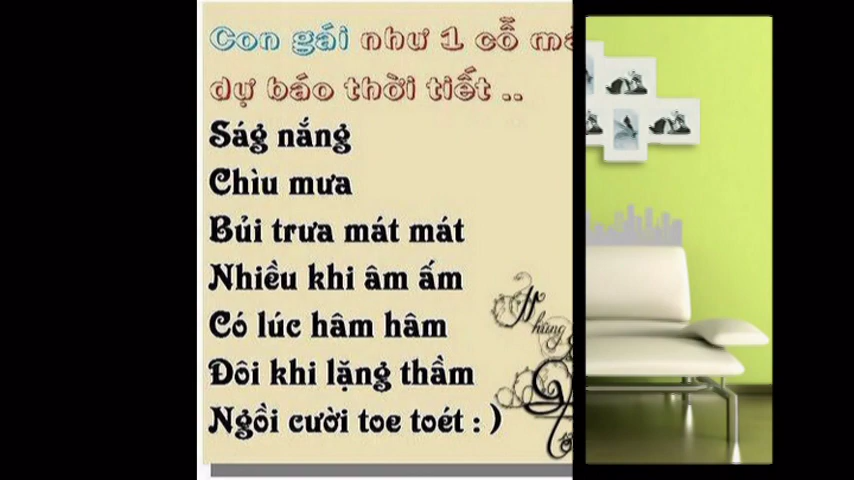 Con gái như 1 cỗ
dự báo thời tiết ..
Ság nắng
Chìu mưa
Bủi trưa mát mát
Nhiều khi âm ấm
Có lúc hâm hâm
Đôi khi lặng thầm
Ngồi cười toe toét : )
Những